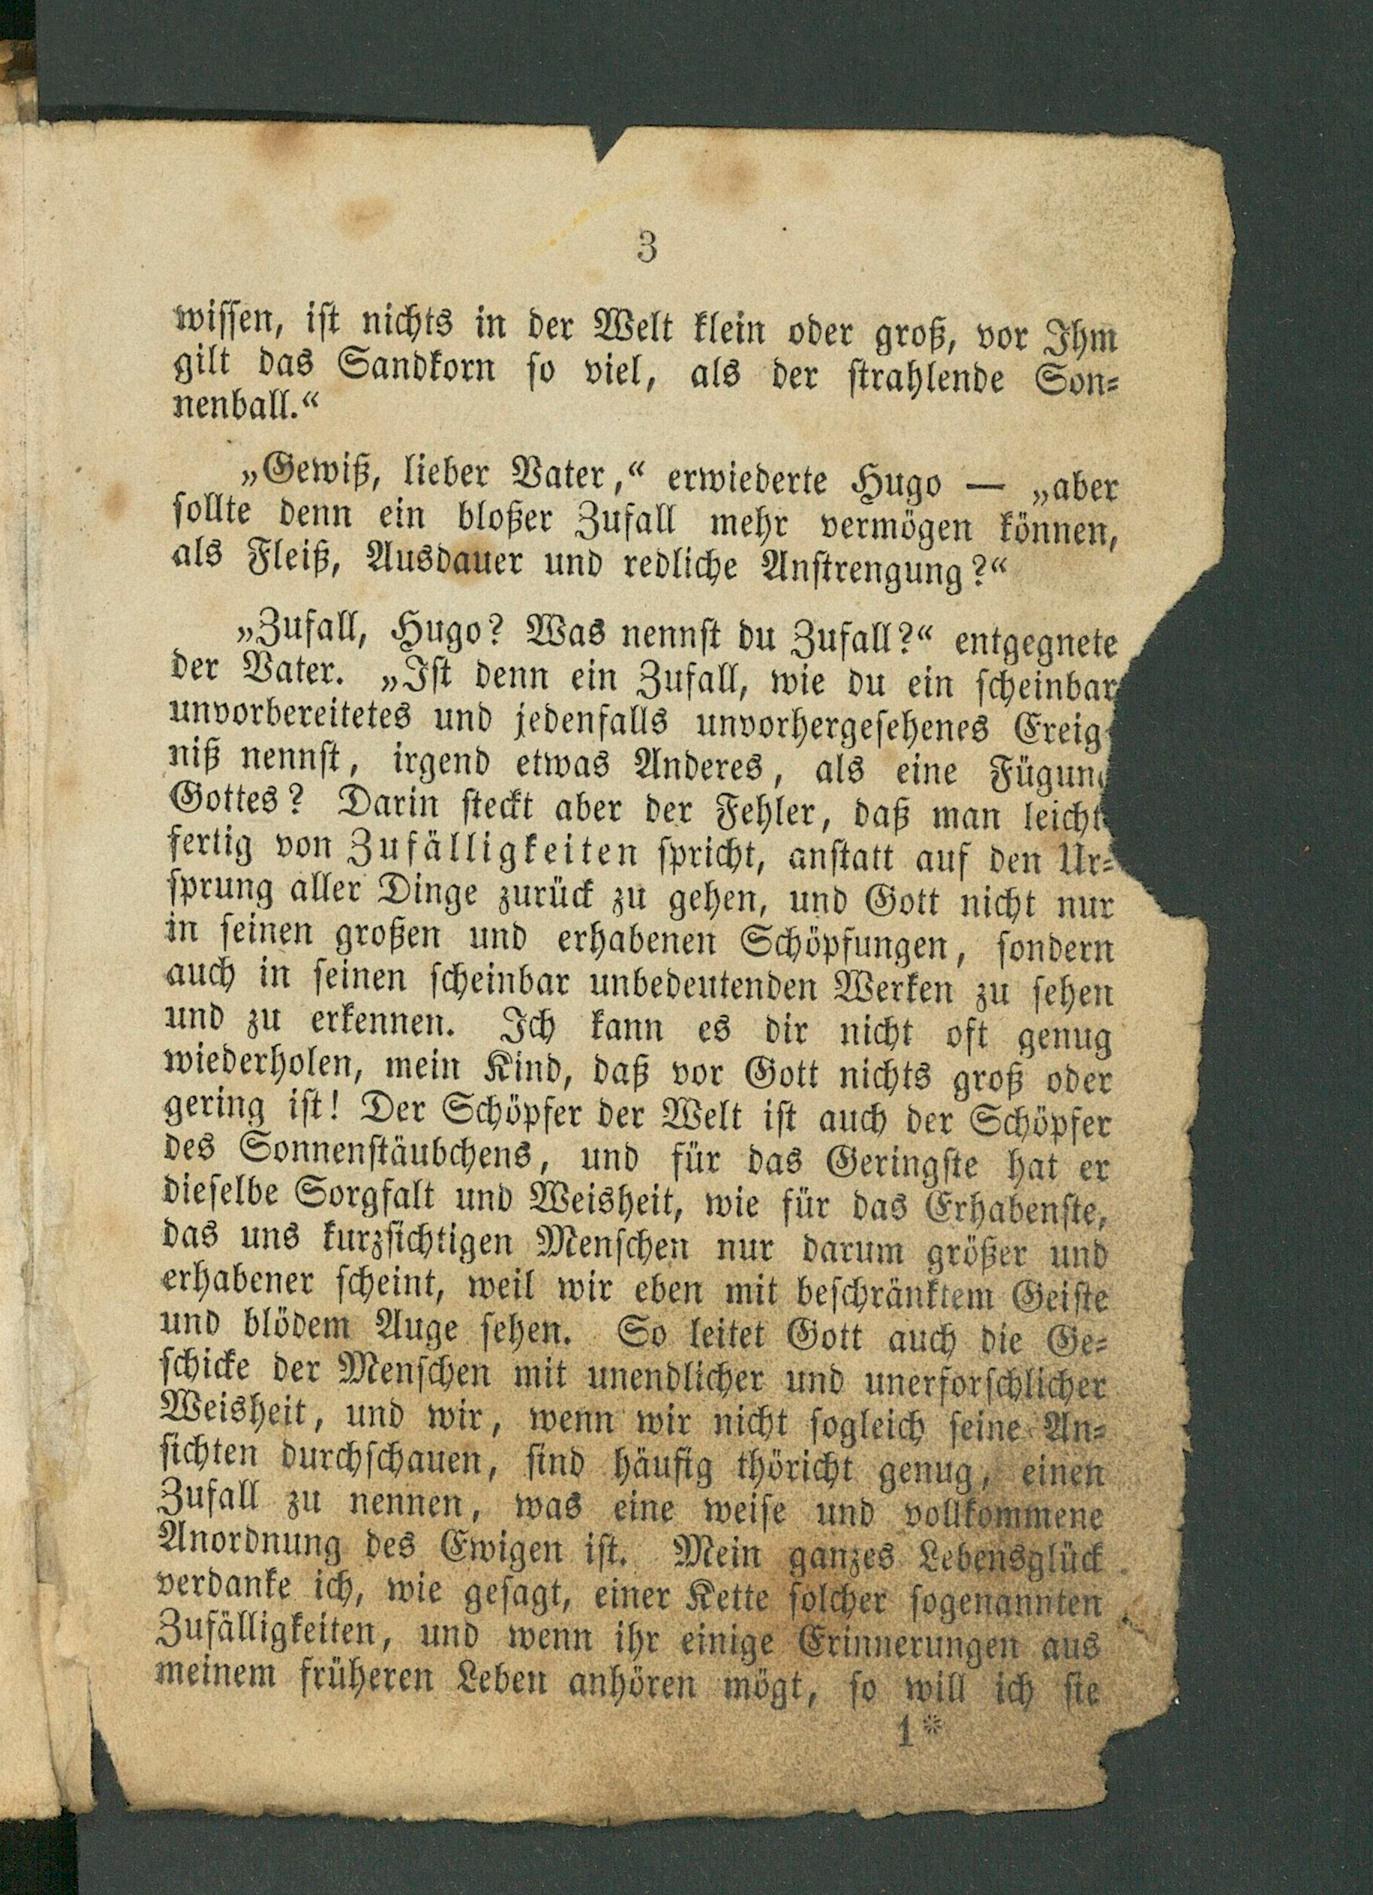 3
wissen, ist nichts in der Welt klein oder groß, vor Ihm
gilt das Sandkorn so viel, als der strahlende Son-
nenball.“
„Gewiß, lieber Vater,“ erwiederte Hugo — „aber
sollte denn ein bloßer Zufall mehr vermögen können,
als Fleiß, Ausdauer und redliche Anstrengung?“
„Zufall, Hugo? Was nennst du Zufall?“ entgegnete
der Vater. „Ist denn ein Zufall, wie du ein scheinbar
unvorbereitetes und jedenfalls unvorhergesehenes Ereig-
niß nennst, irgend etwas Anderes, als eine Fügung
Gottes? Darin steckt aber der Fehler, daß man leicht-
fertig von Zufälligkeiten spricht, anstatt auf den Ur-
sprung aller Dinge zurück zu gehen, und Gott nicht nur
in seinen großen und erhabenen Schöpfungen, sondern
auch in seinen scheinbar unbedeutenden Werken zu sehen
und zu erkennen. Ich kann es dir nicht oft genug
wiederholen, mein Kind, daß vor Gott nichts groß oder
gering ist! Der Schöpfer der Welt ist auch der Schöpfer
des Sonnenstäubchens, und für das Geringste hat er
dieselbe Sorgfalt und Weisheit, wie für das Erhabenste,
das uns kurzsichtigen Menschen nur darum größer und
erhabener scheint, weil wir eben mit beschränktem Geiste
und blödem Auge sehen. So leitet Gott auch die Ge-
schicke der Menschen mit unendlicher und unerforschlicher
Weisheit, und wir, wenn wir nicht sogleich seine An-
sichten durchschauen, sind häufig thöricht genug, einen
Zufall zu nennen, was eine weise und vollkommene
Anordnung des Ewigen ist. Mein ganzes Lebensglück
verdanke ich, wie gesagt, einer Kette solcher sogenannten
Zufälligkeiten, und wenn ihr einige Erinnerungen aus
meinem früheren Leben anhören mögt, so will ich sie
1*